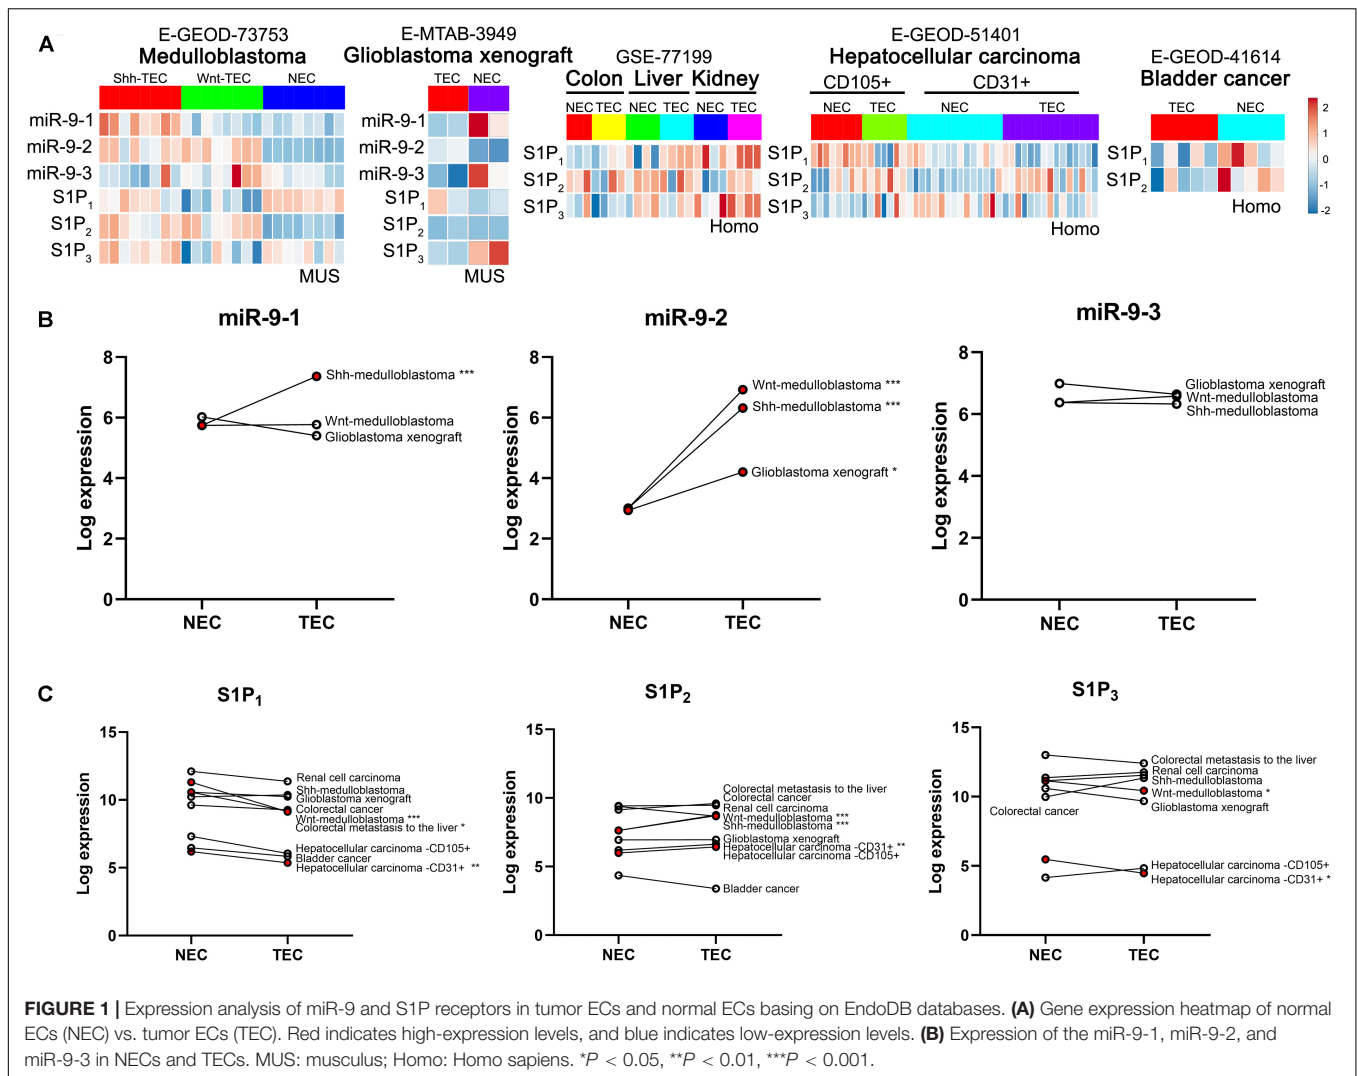 A
E-GEOD-73753
Medulloblastoma
Shh-TEC Wnt-TEC NEC
miR-9-1
miR-9-2
miR-9-3
S1P1
S1P2
S1P3
MUS
E-MTAB-3949
Glioblastoma xenograft
TEC NEC
miR-9-1
miR-9-2
miR-9-3
S1P1
S1P2
S1P3
MUS
GSE-77199
Colon Liver Kidney
NEC TEC NEC TEC NEC TEC
S1P1
S1P2
S1P3
Homo
E-GEOD-51401
Hepatocellular carcinoma
CD105+ CD31+
NEC TEC NEC TEC
S1P1
S1P2
S1P3
Homo
E-GEOD-41614
Bladder cancer
TEC NEC
S1P1
S1P2
Homo
2
1
0
-1
-2
B
miR-9-1
Log expression
8
6
4
2
0
NEC TEC
Shh-medulloblastoma ***
Wnt-medulloblastoma
Glioblastoma xenograft
miR-9-2
Log expression
8
6
4
2
0
NEC TEC
Wnt-medulloblastoma ***
Shh-medulloblastoma ***
Glioblastoma xenograft *
miR-9-3
Log expression
8
6
4
2
0
NEC TEC
Glioblastoma xenograft
Wnt-medulloblastoma
Shh-medulloblastoma
C
S1P1
Log expression
15
10
5
0
NEC TEC
Renal cell carcinoma
Shh-medulloblastoma
Glioblastoma xenograft
Colorectal cancer
Wnt-medulloblastoma ***
Colorectal metastasis to the liver *
Hepatocellular carcinoma -CD105+
Bladder cancer
Hepatocellular carcinoma -CD31+ **
S1P2
Log expression
15
10
5
0
NEC TEC
Colorectal metastasis to the liver
Colorectal cancer
Renal cell carcinoma
Wnt-medulloblastoma ***
Shh-medulloblastoma ***
Glioblastoma xenograft
Hepatocellular carcinoma -CD31+ **
Hepatocellular carcinoma -CD105+
Bladder cancer
S1P3
Log expression
15
10
5
0
NEC TEC
Colorectal cancer
Colorectal metastasis to the liver
Renal cell carcinoma
Shh-medulloblastoma
Wnt-medulloblastoma *
Glioblastoma xenograft
Hepatocellular carcinoma -CD105+
Hepatocellular carcinoma -CD31+ *
FIGURE 1 | Expression analysis of miR-9 and S1P receptors in tumor ECs and normal ECs basing on EndoDB databases. (A) Gene expression heatmap of normal
ECs (NEC) vs. tumor ECs (TEC). Red indicates high-expression levels, and blue indicates low-expression levels. (B) Expression of the miR-9-1, miR-9-2, and
miR-9-3 in NECs and TECs. MUS: musculus; Homo: Homo sapiens. *P < 0.05, **P < 0.01, ***P < 0.001.